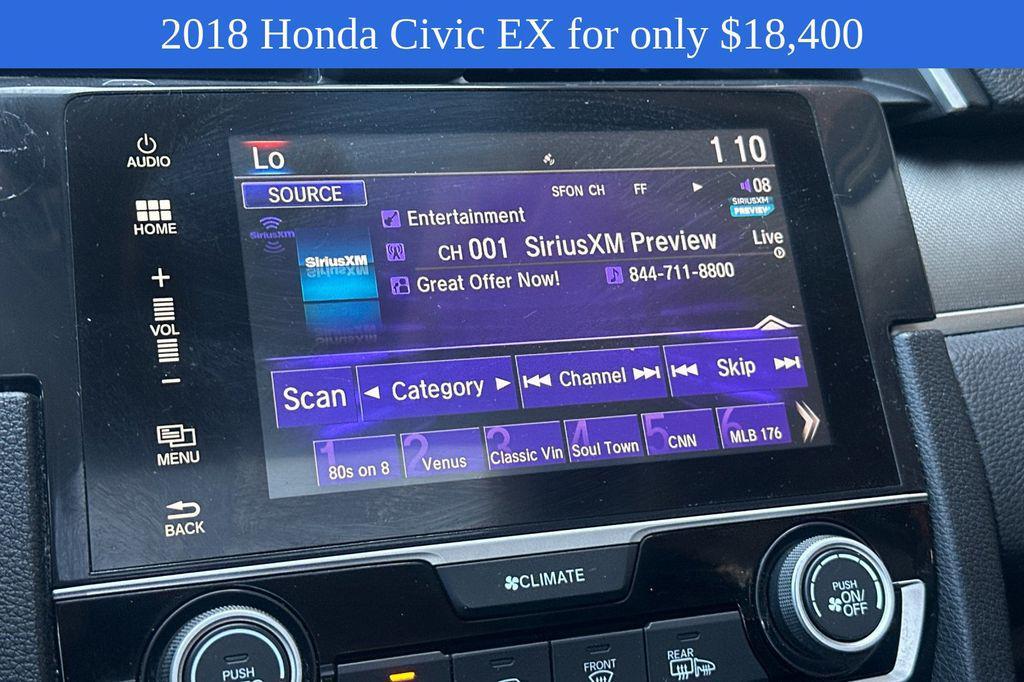 2018 Honda Civic EX for only $18,400
AUDIO
Lo
1 10
SOURCE
SFON CH FF
08
SIRIUSXM
PREVIEW
HOME
SiriusXM
SiriusXM
Entertainment
CH 001 SiriusXM Preview
Live
Great Offer Now!
844-711-8800
+
VOL
-
Scan
Category
Channel
Skip
MENU
1 80s on 8
2 Venus
3 Classic Vin
4 Soul Town
5 CNN
6 MLB 176
BACK
CLIMATE
PUSH
ON/
OFF
PUSH
FRONT
REAR